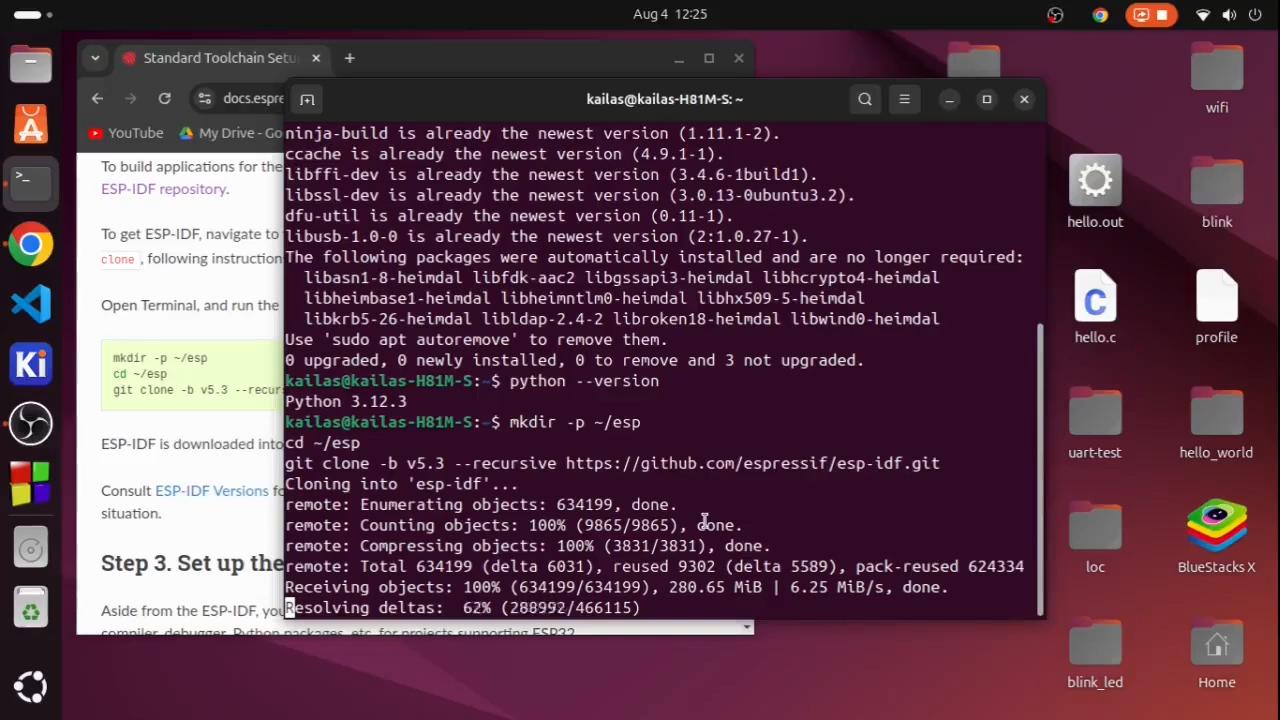 Aug 4 12:25
Standard Toolchain Setu
docs.espre
YouTube
My Drive - Go
To build applications for the
ESP-IDF repository.
To get ESP-IDF, navigate to
clone, following instruction
Open Terminal, and run the
mkdir -p ~/esp
cd ~/esp
git clone -b v5.3 --recurs
ESP-IDF is downloaded into
Consult ESP-IDF Versions fo
situation.
Step 3. Set up the
Aside from the ESP-IDF, you
compiler, debugger, Python packages, etc. for projects supporting ESP32
kailas@kailas-H81M-S: ~
ninja-build is already the newest version (1.11.1-2).
ccache is already the newest version (4.9.1-1).
libffi-dev is already the newest version (3.4.6-1build1).
libssl-dev is already the newest version (3.0.13-0ubuntu3.2).
dfu-util is already the newest version (0.11-1).
libusb-1.0-0 is already the newest version (2:1.0.27-1).
The following packages were automatically installed and are no longer required:
libasn1-8-heimdal libfdk-aac2 libgssapi3-heimdal libhcrypto4-heimdal
libheimbase1-heimdal libheimntlm0-heimdal libhx509-5-heimdal
libkrb5-26-heimdal libldap-2.4-2 libroken18-heimdal libwind0-heimdal
Use 'sudo apt autoremove' to remove them.
0 upgraded, 0 newly installed, 0 to remove and 3 not upgraded.
kailas@kailas-H81M-S:~$ python --version
Python 3.12.3
kailas@kailas-H81M-S:~$ mkdir -p ~/esp
cd ~/esp
git clone -b v5.3 --recursive https://github.com/espressif/esp-idf.git
Cloning into 'esp-idf'...
remote: Enumerating objects: 634199, done.
remote: Counting objects: 100% (9865/9865), done.
remote: Compressing objects: 100% (3831/3831), done.
remote: Total 634199 (delta 6031), reused 9302 (delta 5589), pack-reused 624334
Receiving objects: 100% (634199/634199), 280.65 MiB | 6.25 MiB/s, done.
Resolving deltas:  62% (288992/466115)
wifi
hello.out
blink
hello.c
profile
uart-test
hello_world
loc
BlueStacks X
blink_led
Home
Ki